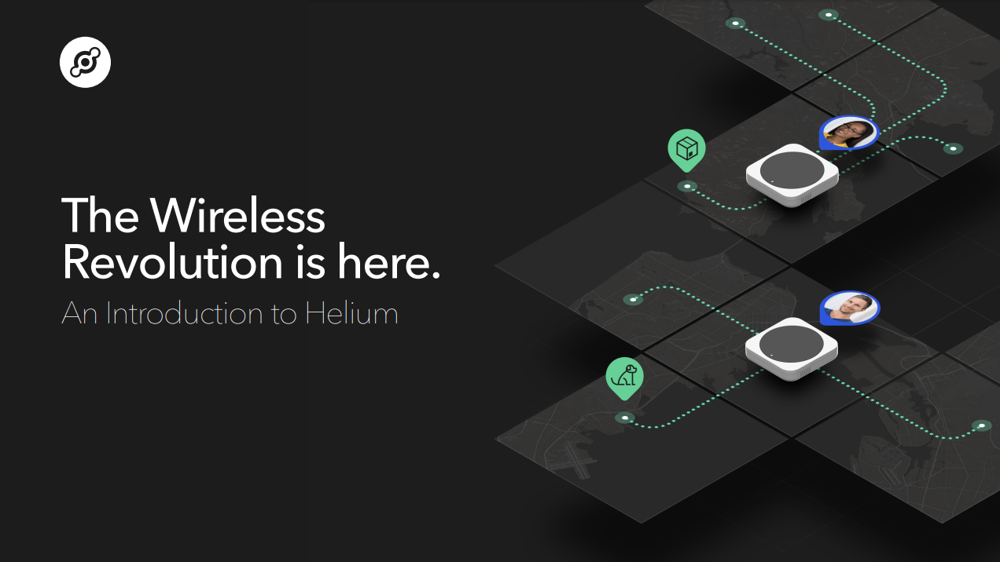 The Wireless
Revolution is here.
An Introduction to Helium